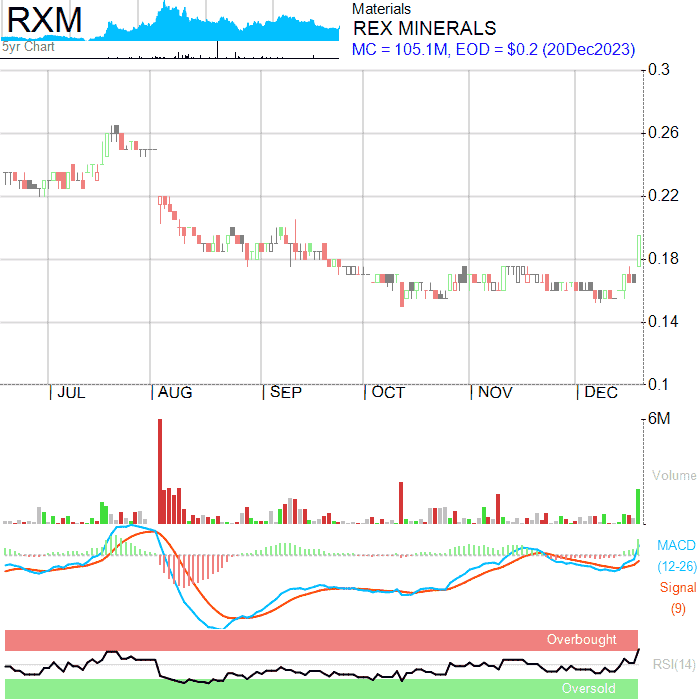 RXM
5yr Chart
Materials
REX MINERALS
MC = 105.1M, EOD = $0.2 (20Dec2023)
0.3
0.26
0.22
0.18
0.14
0.1
JUL AUG SEP OCT NOV DEC
6M
Volume
MACD
(12-26)
Signal
(9)
Overbought
RSI(14)
Oversold